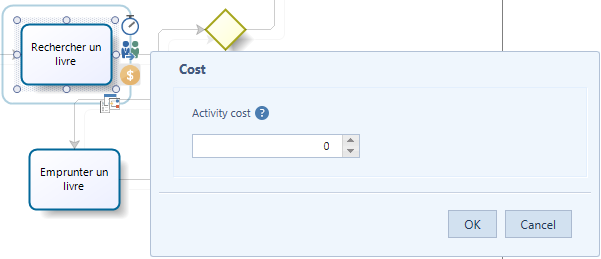 Rechercher un
livre
$
Cost
Activity cost ?
0
Emprunter un
livre
OK Cancel